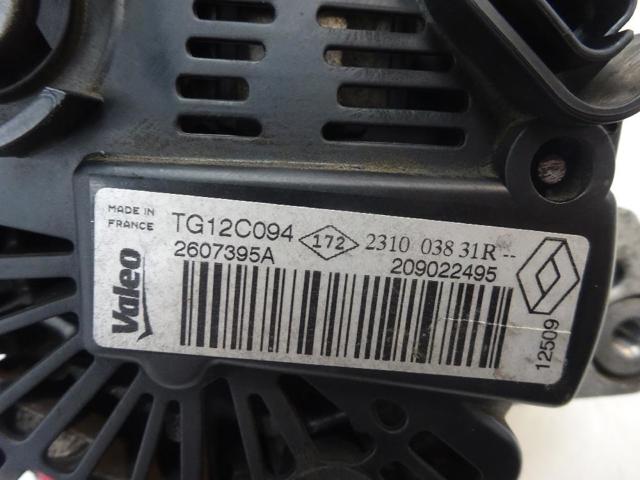 MADE IN
FRANCE
Valeo
TG12C094 172 2310 038 31R--
2607395A 209022495
12509